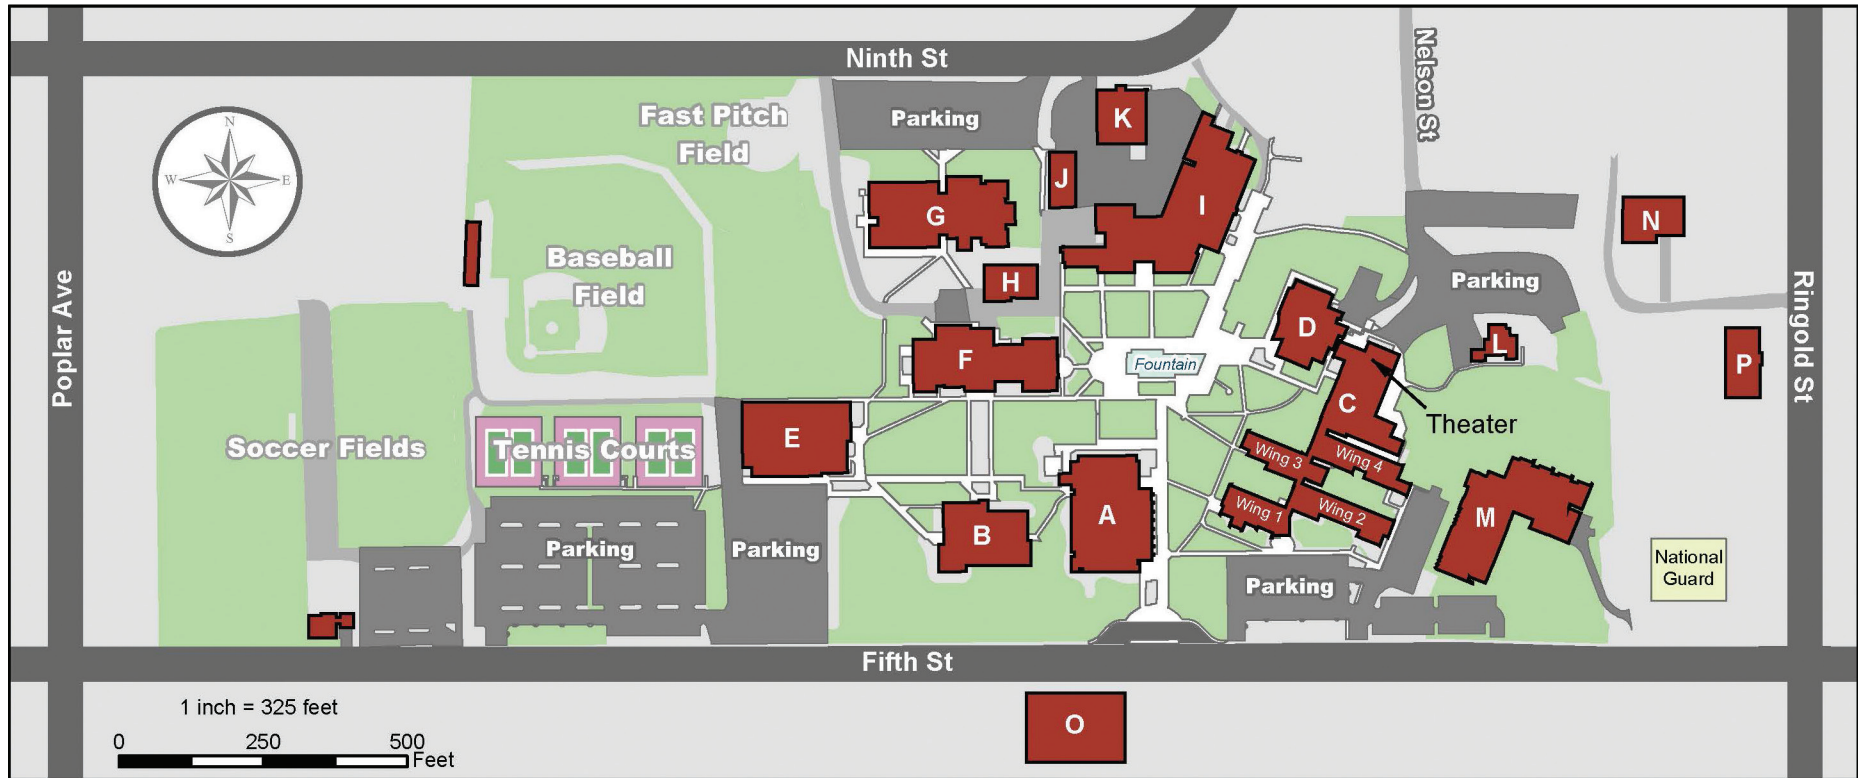 Ninth St
Nelson St
Fast Pitch
Field
Parking
K
N
W
E
S
J
G
I
N
Baseball
Field
H
Parking
Ringold St
Poplar Ave
D
L
P
F
Fountain
C
Theater
Soccer Fields
Tennis Courts
E
Wing 3
Wing 4
A
Wing 1
Wing 2
M
B
Parking
Parking
Parking
National
Guard
Fifth St
1 inch = 325 feet
0
250
500
Feet
O